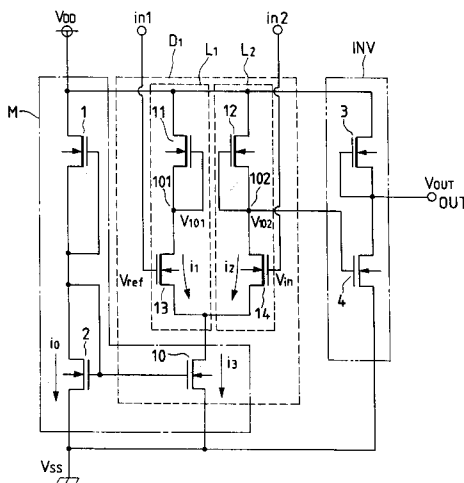 VDD
in1
in2
D1
L1
L2
INV
M
1
11
12
3
101
102
V101
V102
VOUT
OUT
Vref
i1
i2
Vin
4
13
14
i0
2
10
i3
VSS